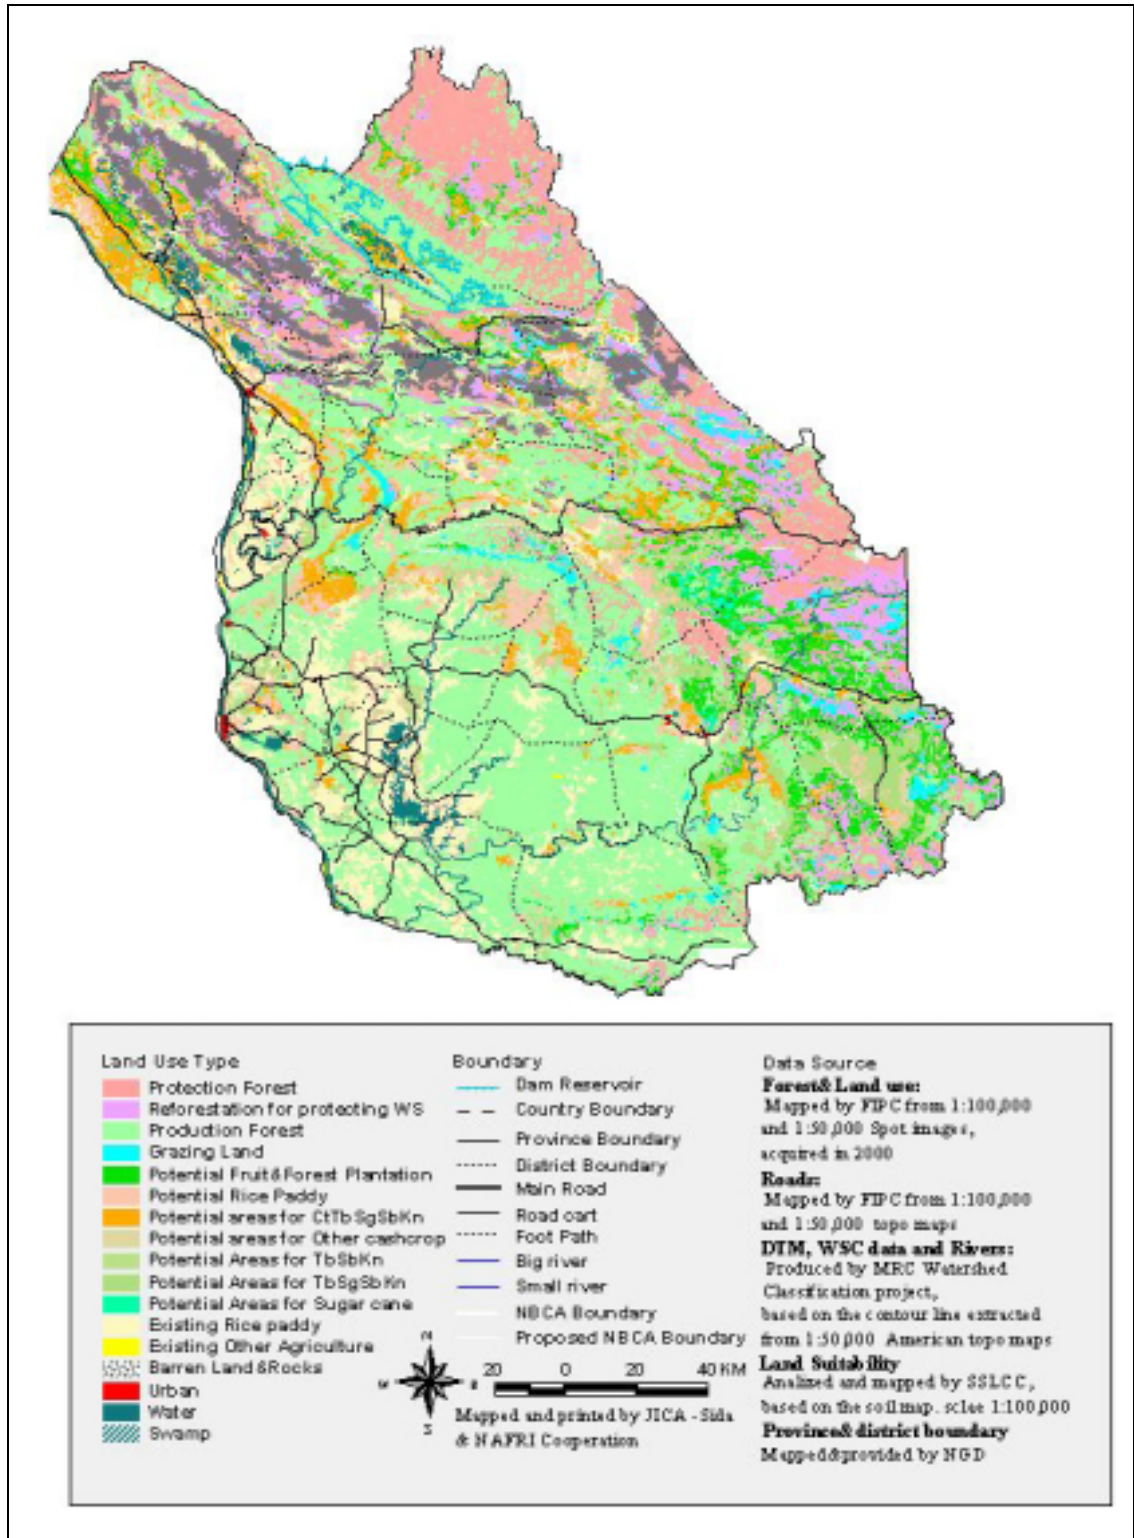 Land Use Type
Protection Forest
Reforestation for protecting WS
Production Forest
Grazing Land
Potential Fruit&Forest Plantation
Potential Rice Paddy
Potential areas for CtTbSgSbKn
Potential areas for Other cashcrop
Potential Areas for TbSbKn
Potential Areas for TbSgSbKn
Potential Areas for Sugar cane
Existing Rice paddy
Existing Other Agriculture
Barren Land&Rocks
Urban
Water
Swamp
Boundary
Dam Reservoir
Country Boundary
Province Boundary
District Boundary
Main Road
Road cart
Foot Path
Big river
Small river
NBCA Boundary
Proposed NBCA Boundary
N
W E
S
20 0 20 40 KM
Mapped and printed by JICA - Sida
& NAFRI Cooperation
Data Source
Forest& Land use:
Mapped by FIPC from 1:100,000
and 1:50,000 Spot images,
acquired in 2000
Roads:
Mapped by FIPC from 1:100,000
and 1:50,000 topo maps
DTM, WSC data and Rivers:
Produced by MRC Watershed
Classification project,
based on the contour line extracted
from 1:50,000 American topo maps
Land Suitability
Analized and mapped by SSLCC,
based on the soil map. sclae 1:100,000
Province& district boundary
Mapped&provided by NGD